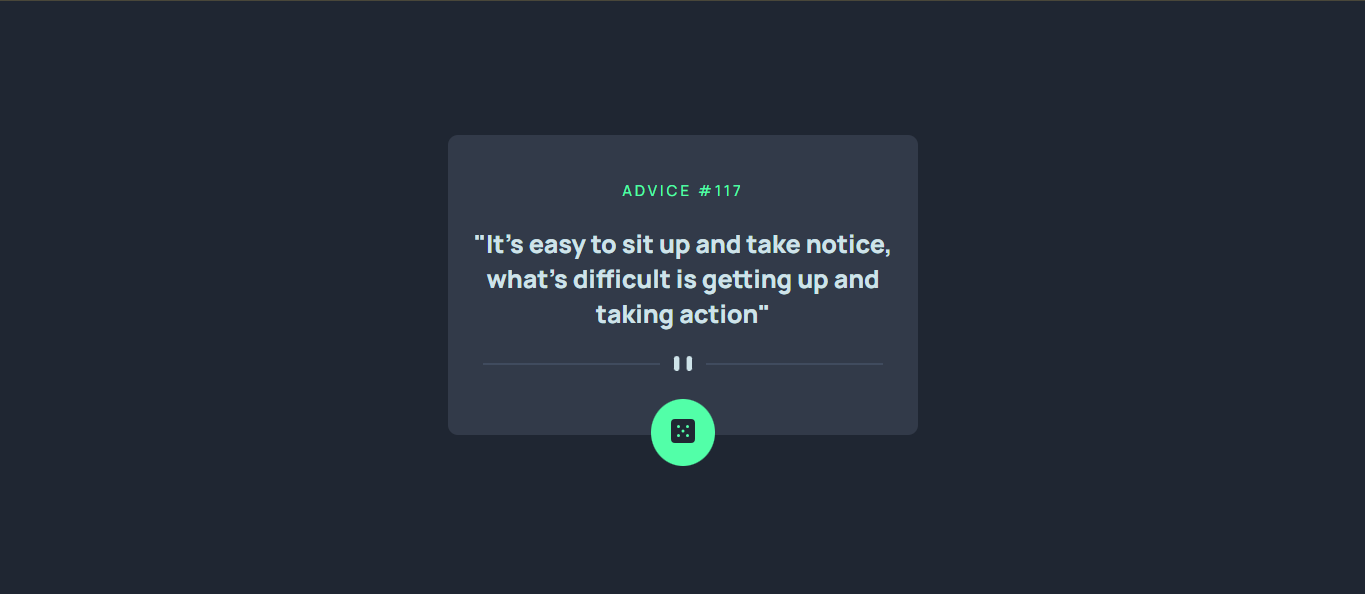 ADVICE #117
"It’s easy to sit up and take notice,
what’s difficult is getting up and
taking action"